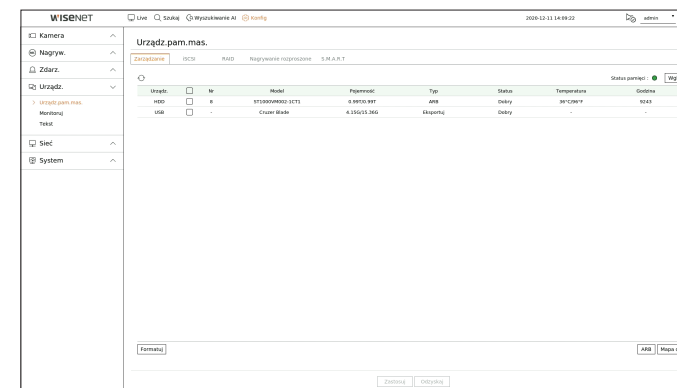 WISENET
Live Szukaj Wyszukiwanie AI Konfig 2020-12-11 14:09:22 admin
Kamera
Nagryw.
Zdarz.
Urządz.
Urządz.pam.mas.
Monitoruj
Tekst
Sieć
System
Urządz.pam.mas.
Zarządzanie iSCSI RAID Nagrywanie rozproszone S.M.A.R.T
Status pamięci :
Urządz. Nr Model Pojemność Typ Status Temperatura Godzina
HDD 8 ST1000VM002-1CT1 0.99T/0.99T ARB Dobry 36°C/96°F 9243
USB - Cruzer Blade 4.15G/15.36G Eksportuj Dobry - -
Formatuj ARB Mapa
Zastosuj Odzyskaj